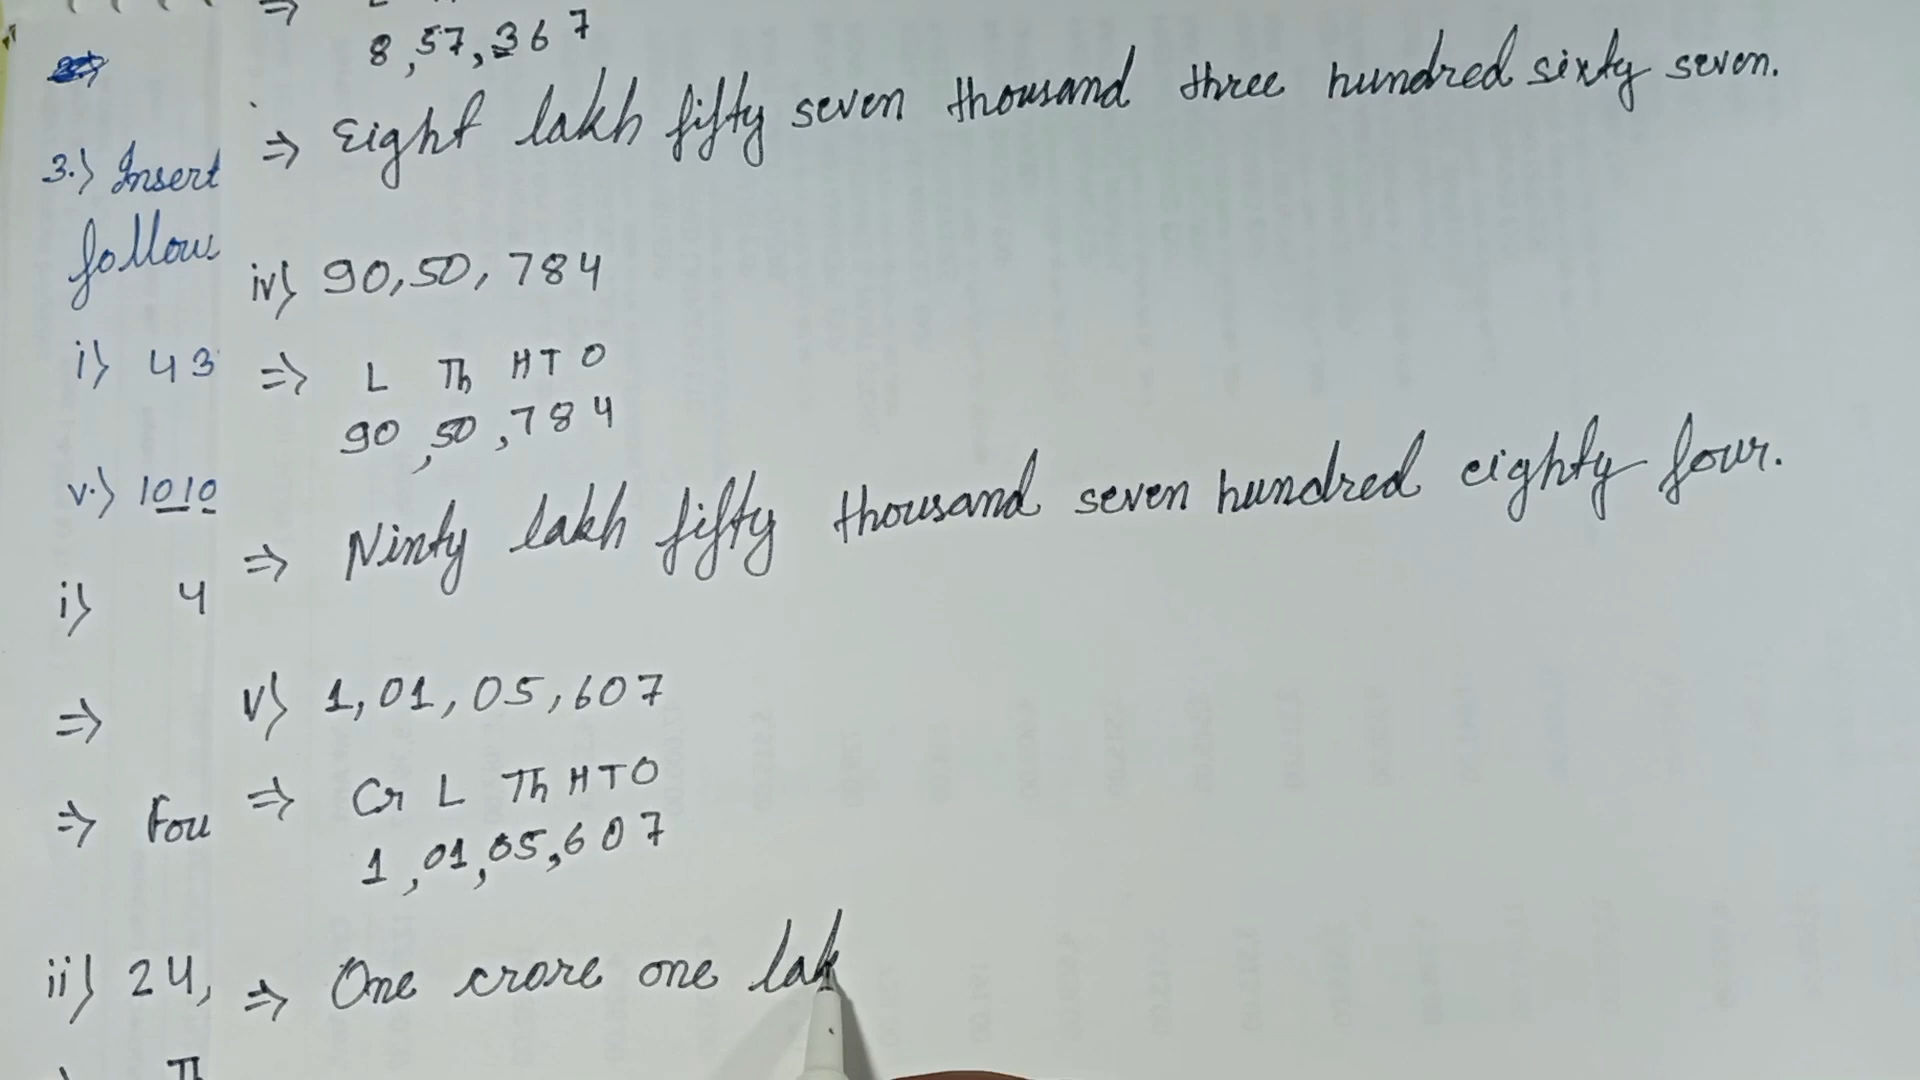 8,57,367
3.) Insert
⇒ Eight lakh fifty seven thousand three hundred sixty seven.
follow
iv) 90,50,784
i) 43
⇒ L Th H T O
90,50,784
v.) 1010
⇒ Ninty lakh fifty thousand seven hundred eighty four.
i) 4
v) 1,01,05,607
⇒
⇒ Cr L Th H T O
1,01,05,607
⇒ Fou
ii) 24,
⇒ One crore one lak
Th